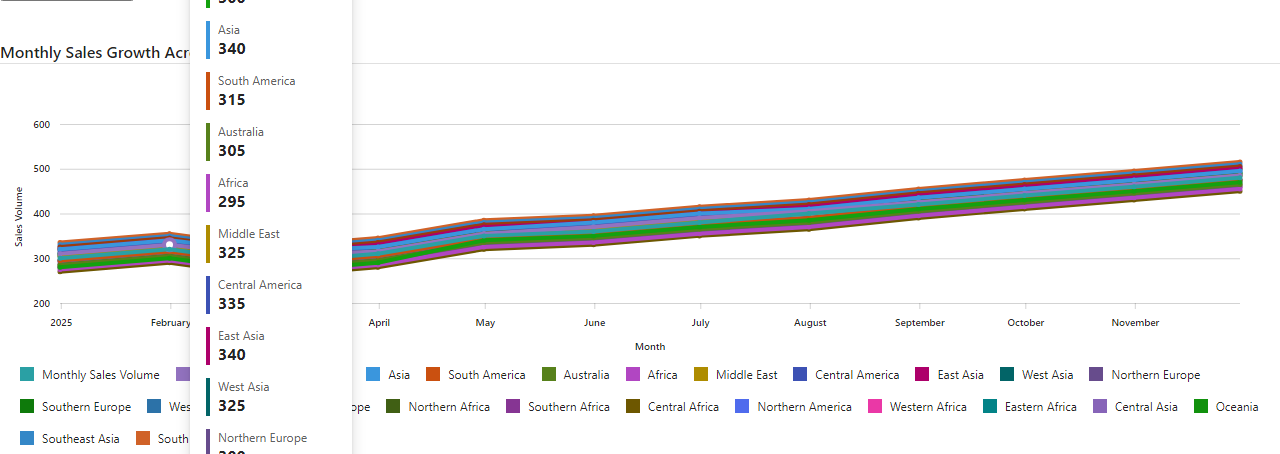 Asia
340
Monthly Sales Growth Acr
South America
315
Australia
305
Africa
295
Middle East
325
Central America
335
East Asia
340
West Asia
325
Northern Europe
600
500
400
300
200
Sales Volume
2025
February
April
May
June
July
August
September
October
November
Month
Monthly Sales Volume
Asia
South America
Australia
Africa
Middle East
Central America
East Asia
West Asia
Northern Europe
Southern Europe
Wes
ope
Northern Africa
Southern Africa
Central Africa
Northern America
Western Africa
Eastern Africa
Central Asia
Oceania
Southeast Asia
South